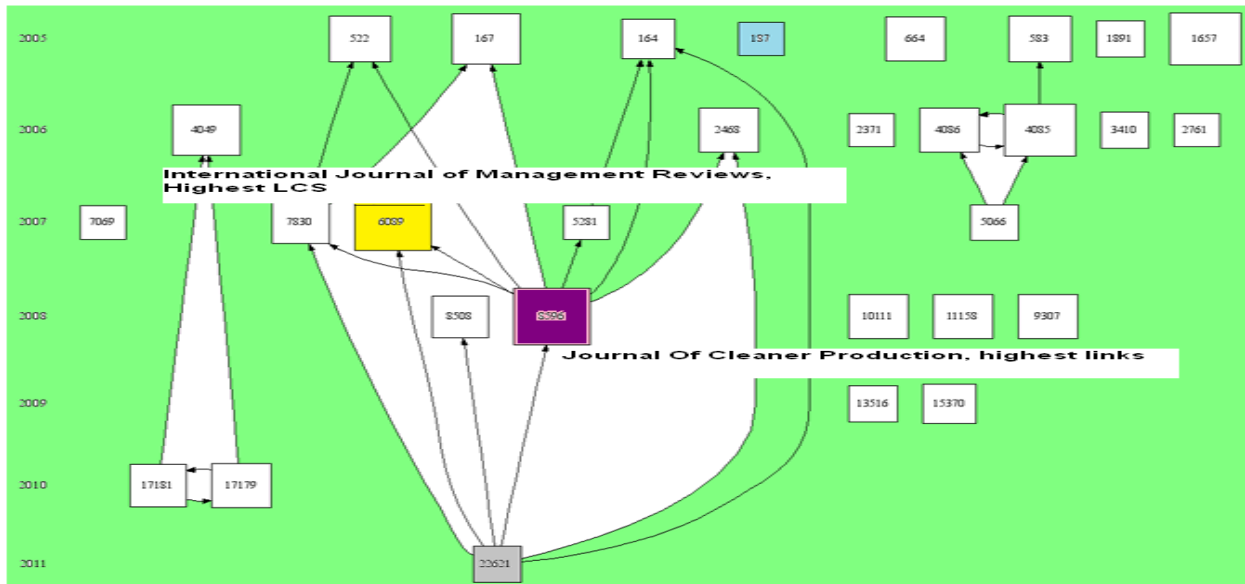 2005 522 167 164 187 664 583 1891 1657
2006 4049 2468 2371 4086 4085 3410 2761
International Journal of Management Reviews,
Highest LCS
2007 7069 7830 6089 5281 5066
2008 8508 8596 10111 11158 9307
Journal Of Cleaner Production, highest links
2009 13516 15370
2010 17181 17179
2011 22621